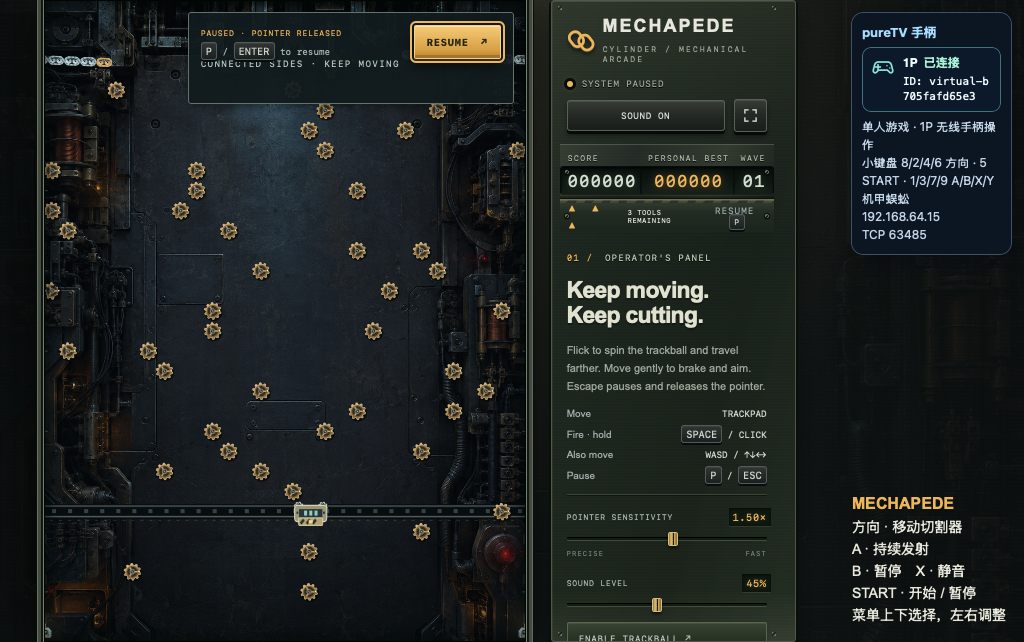 PAUSED · POINTER RELEASED
P / ENTER to resume
CONNECTED SIDES · KEEP MOVING
RESUME ↗
MECHAPEDE
CYLINDER / MECHANICAL
ARCADE
SYSTEM PAUSED
SOUND ON
SCORE PERSONAL BEST WAVE
000000 000000 01
3 TOOLS
REMAINING
RESUME
P
01 / OPERATOR'S PANEL
Keep moving.
Keep cutting.
Flick to spin the trackball and travel
farther. Move gently to brake and aim.
Escape pauses and releases the pointer.
Move TRACKPAD
Fire · hold SPACE / CLICK
Also move WASD / ↑↓↔
Pause P / ESC
POINTER SENSITIVITY 1.50×
PRECISE FAST
SOUND LEVEL 45%
ENABLE TRACKBALL ↗
pureTV 手柄
1P 已连接
ID: virtual-b
705fafd65e3
单人游戏 · 1P 无线手柄操
作
小键盘 8/2/4/6 方向 · 5
START · 1/3/7/9 A/B/X/Y
机甲蜈蚣
192.168.64.15
TCP 63485
MECHAPEDE
方向 · 移动切割器
A · 持续发射
B · 暂停 X · 静音
START · 开始 / 暂停
菜单上下选择，左右调整